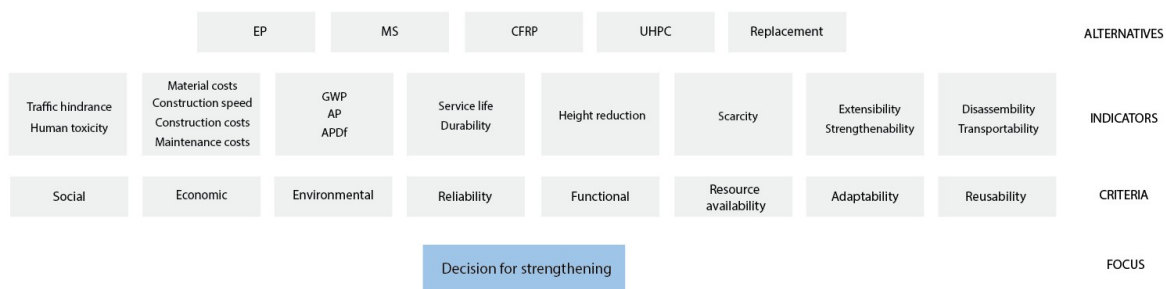 EP MS CFRP UHPC Replacement ALTERNATIVES
Traffic hindrance
Human toxicity
Material costs
Construction speed
Construction costs
Maintenance costs
GWP
AP
APDf
Service life
Durability
Height reduction
Scarcity
Extensibility
Strengthenability
Disassembility
Transportability
INDICATORS
Social
Economic
Environmental
Reliability
Functional
Resource
availability
Adaptability
Reusability
CRITERIA
Decision for strengthening
FOCUS